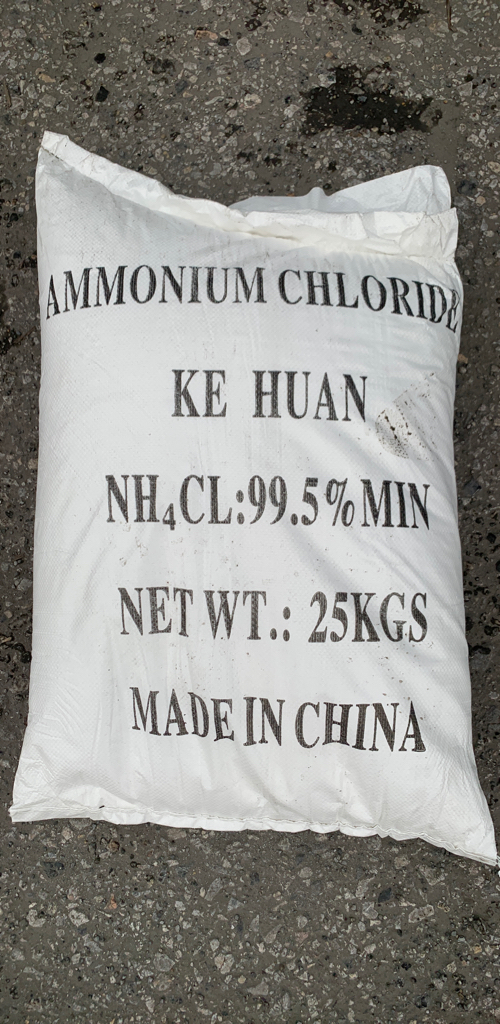 AMMONIUM CHLORIDE
KE HUAN
NH₄CL:99.5%MIN
NET WT.: 25KGS
MADE IN CHINA